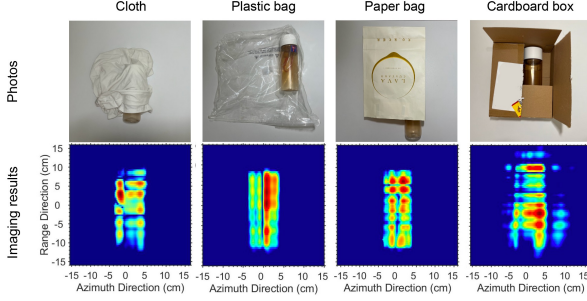 Cloth Plastic bag Paper bag Cardboard box
Photos
Imaging results
Range Direction (cm)
15
10
5
0
-5
-10
-15
-15 -10 -5 0 5 10 15 -15 -10 -5 0 5 10 15 -15 -10 -5 0 5 10 15 -15 -10 -5 0 5 10 15
Azimuth Direction (cm) Azimuth Direction (cm) Azimuth Direction (cm) Azimuth Direction (cm)